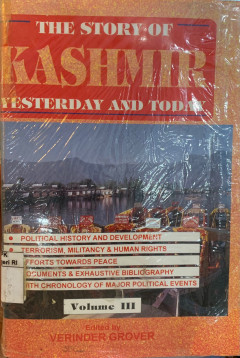 THE STORY OF
KASHMIR
YESTERDAY AND TODAY
POLITICAL HISTORY AND DEVELOPMENT
TERRORISM, MILITANCY & HUMAN RIGHTS
EFFORTS TOWARDS PEACE
DOCUMENTS & EXHAUSTIVE BIBLIOGRAPHY
WITH CHRONOLOGY OF MAJOR POLITICAL EVENTS
Volume III
Edited by
VERINDER GROVER